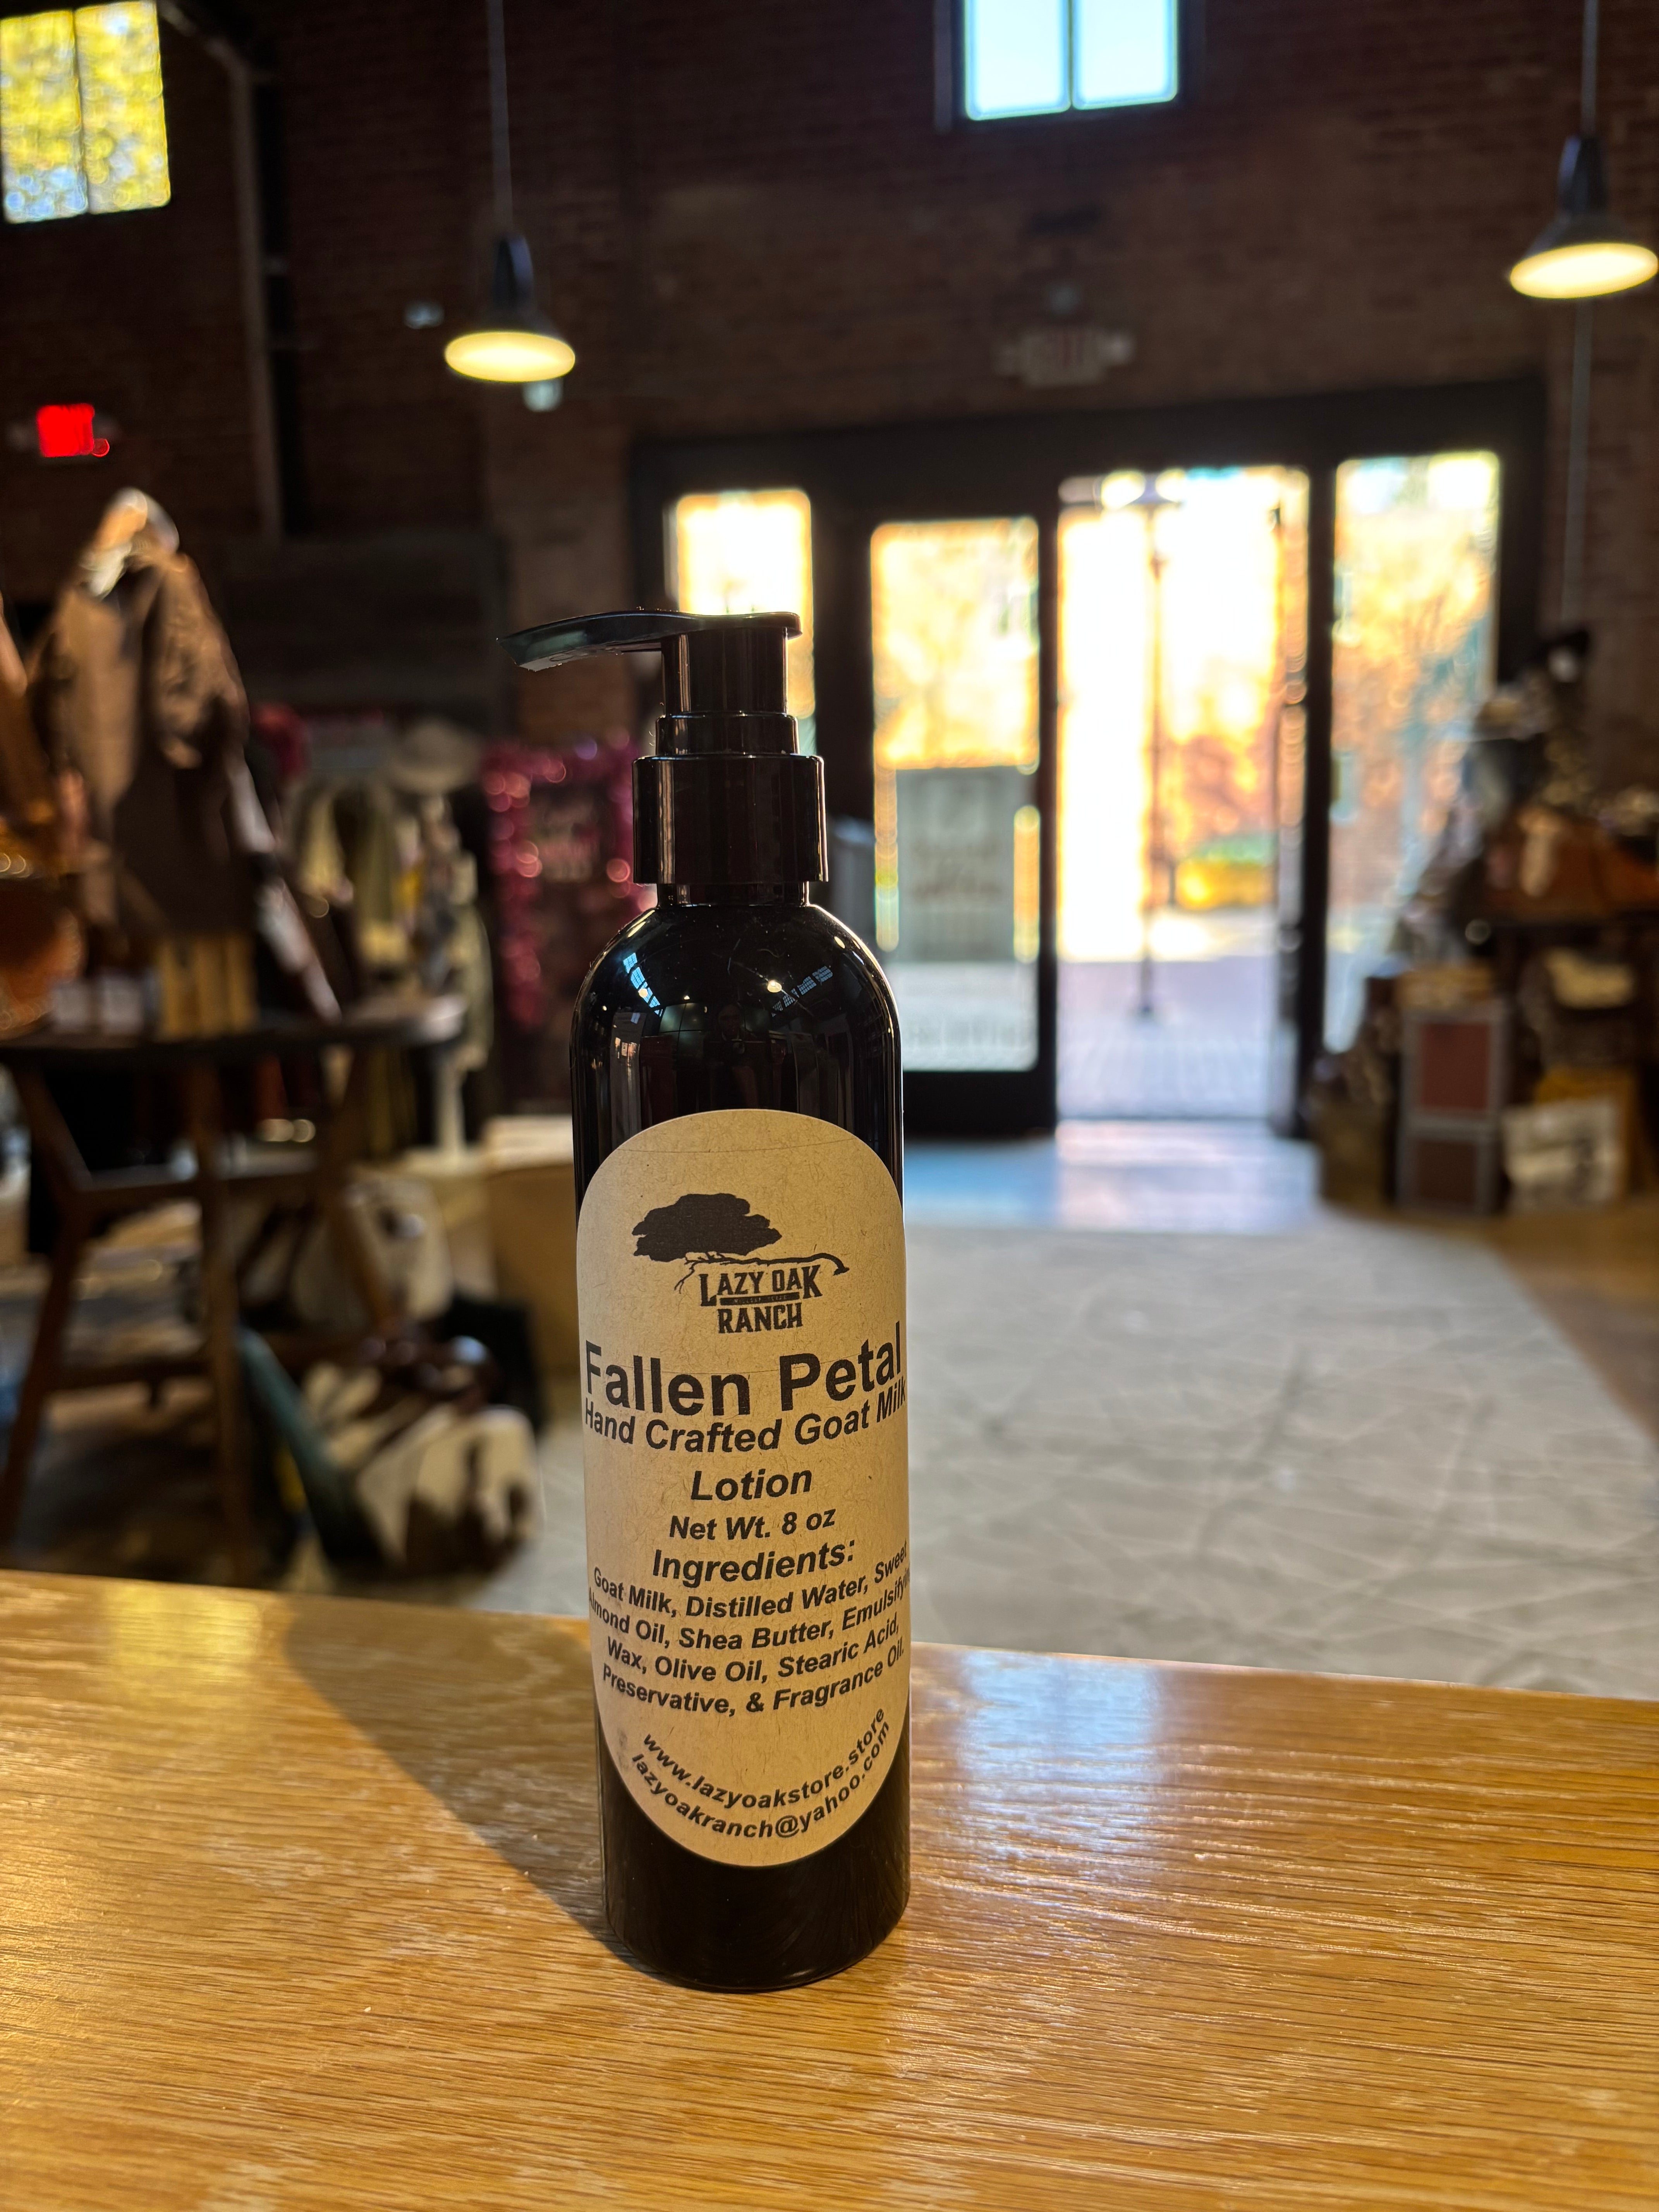 LAZY OAK
RANCH
Fallen Petal
Hand Crafted Goat Milk
Lotion
Net Wt. 8 oz
Ingredients:
Goat Milk, Distilled Water, Sweet
Almond Oil, Shea Butter, Emulsifying
Wax, Olive Oil, Stearic Acid,
Preservative, & Fragrance Oil.
www.lazyoakstore.store
lazyoakranch@yahoo.com